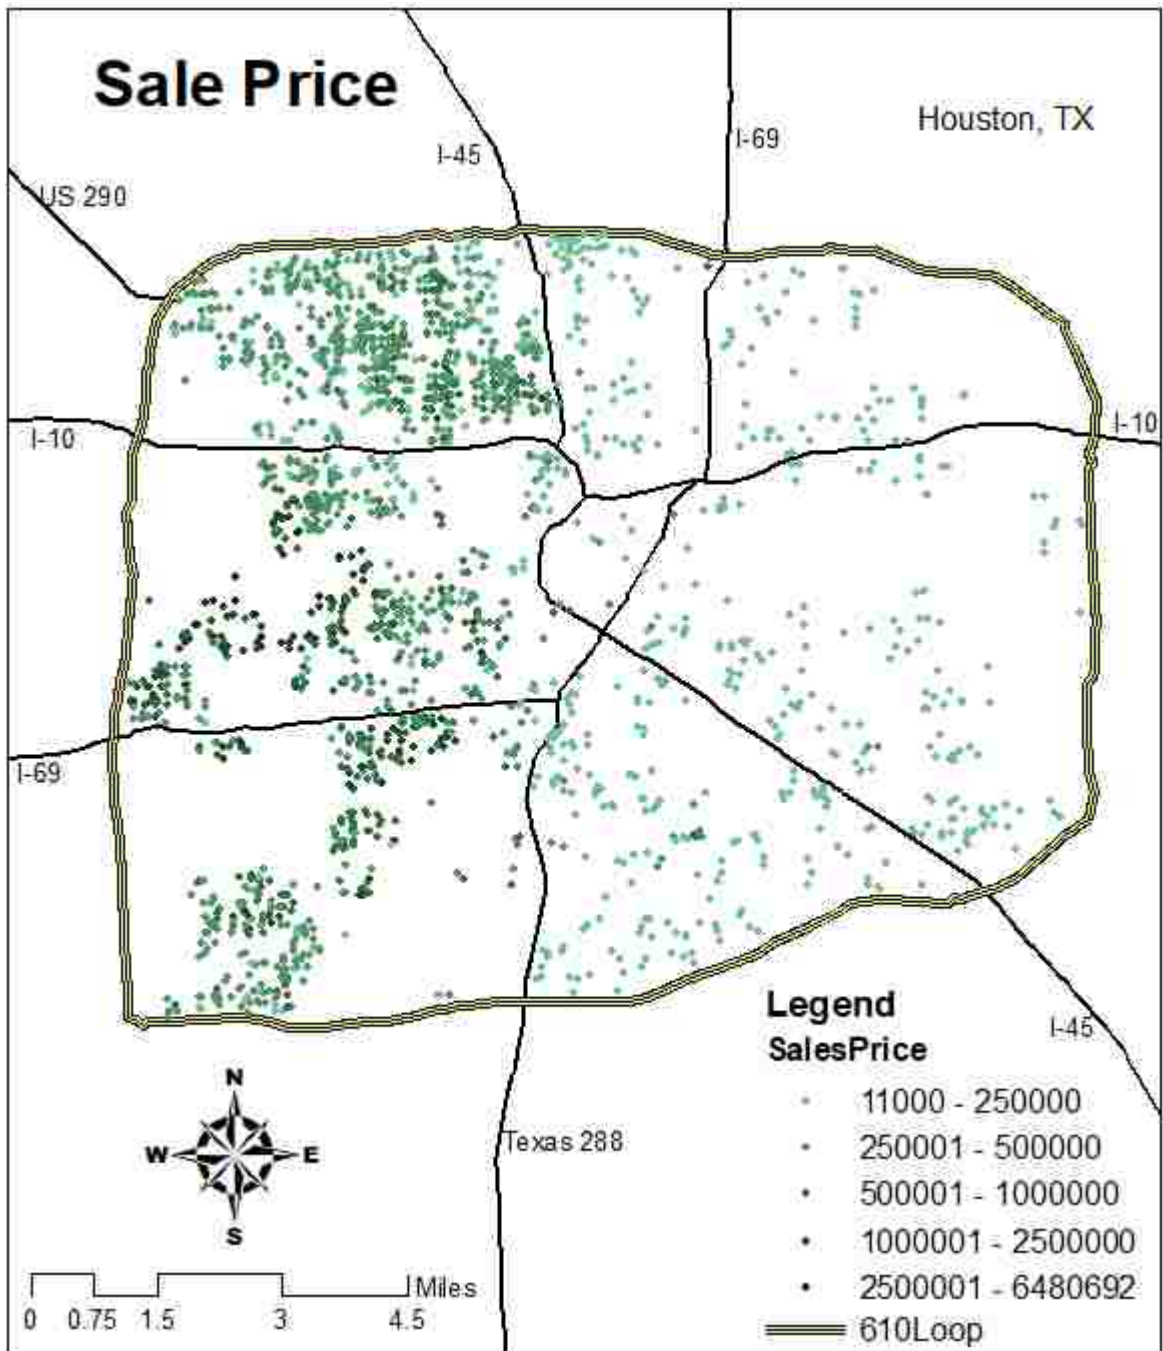 Sale Price
Houston, TX
I-45
I-69
US 290
I-10
I-10
I-69
Legend
SalesPrice
11000 - 250000
250001 - 500000
500001 - 1000000
1000001 - 2500000
2500001 - 6480692
610Loop
I-45
Texas 288
N
W
E
S
Miles
0 0.75 1.5 3 4.5